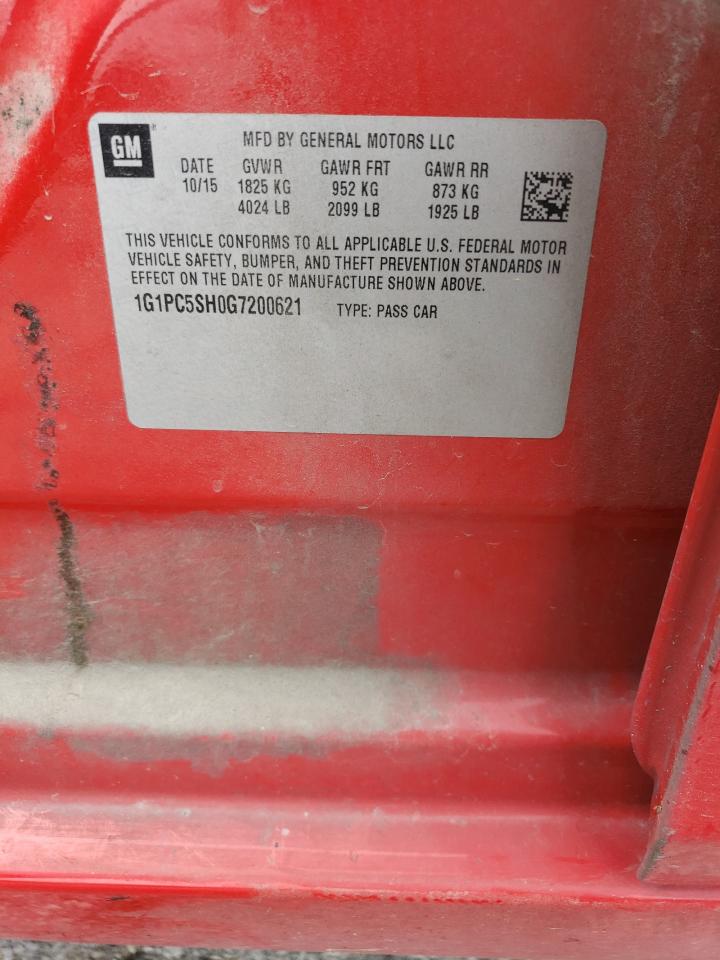 GM
MFD BY GENERAL MOTORS LLC
DATE GVWR GAWR FRT GAWR RR
10/15 1825 KG 952 KG 873 KG
4024 LB 2099 LB 1925 LB
THIS VEHICLE CONFORMS TO ALL APPLICABLE U.S. FEDERAL MOTOR
VEHICLE SAFETY, BUMPER, AND THEFT PREVENTION STANDARDS IN
EFFECT ON THE DATE OF MANUFACTURE SHOWN ABOVE.
1G1PC5SH0G7200621 TYPE: PASS CAR